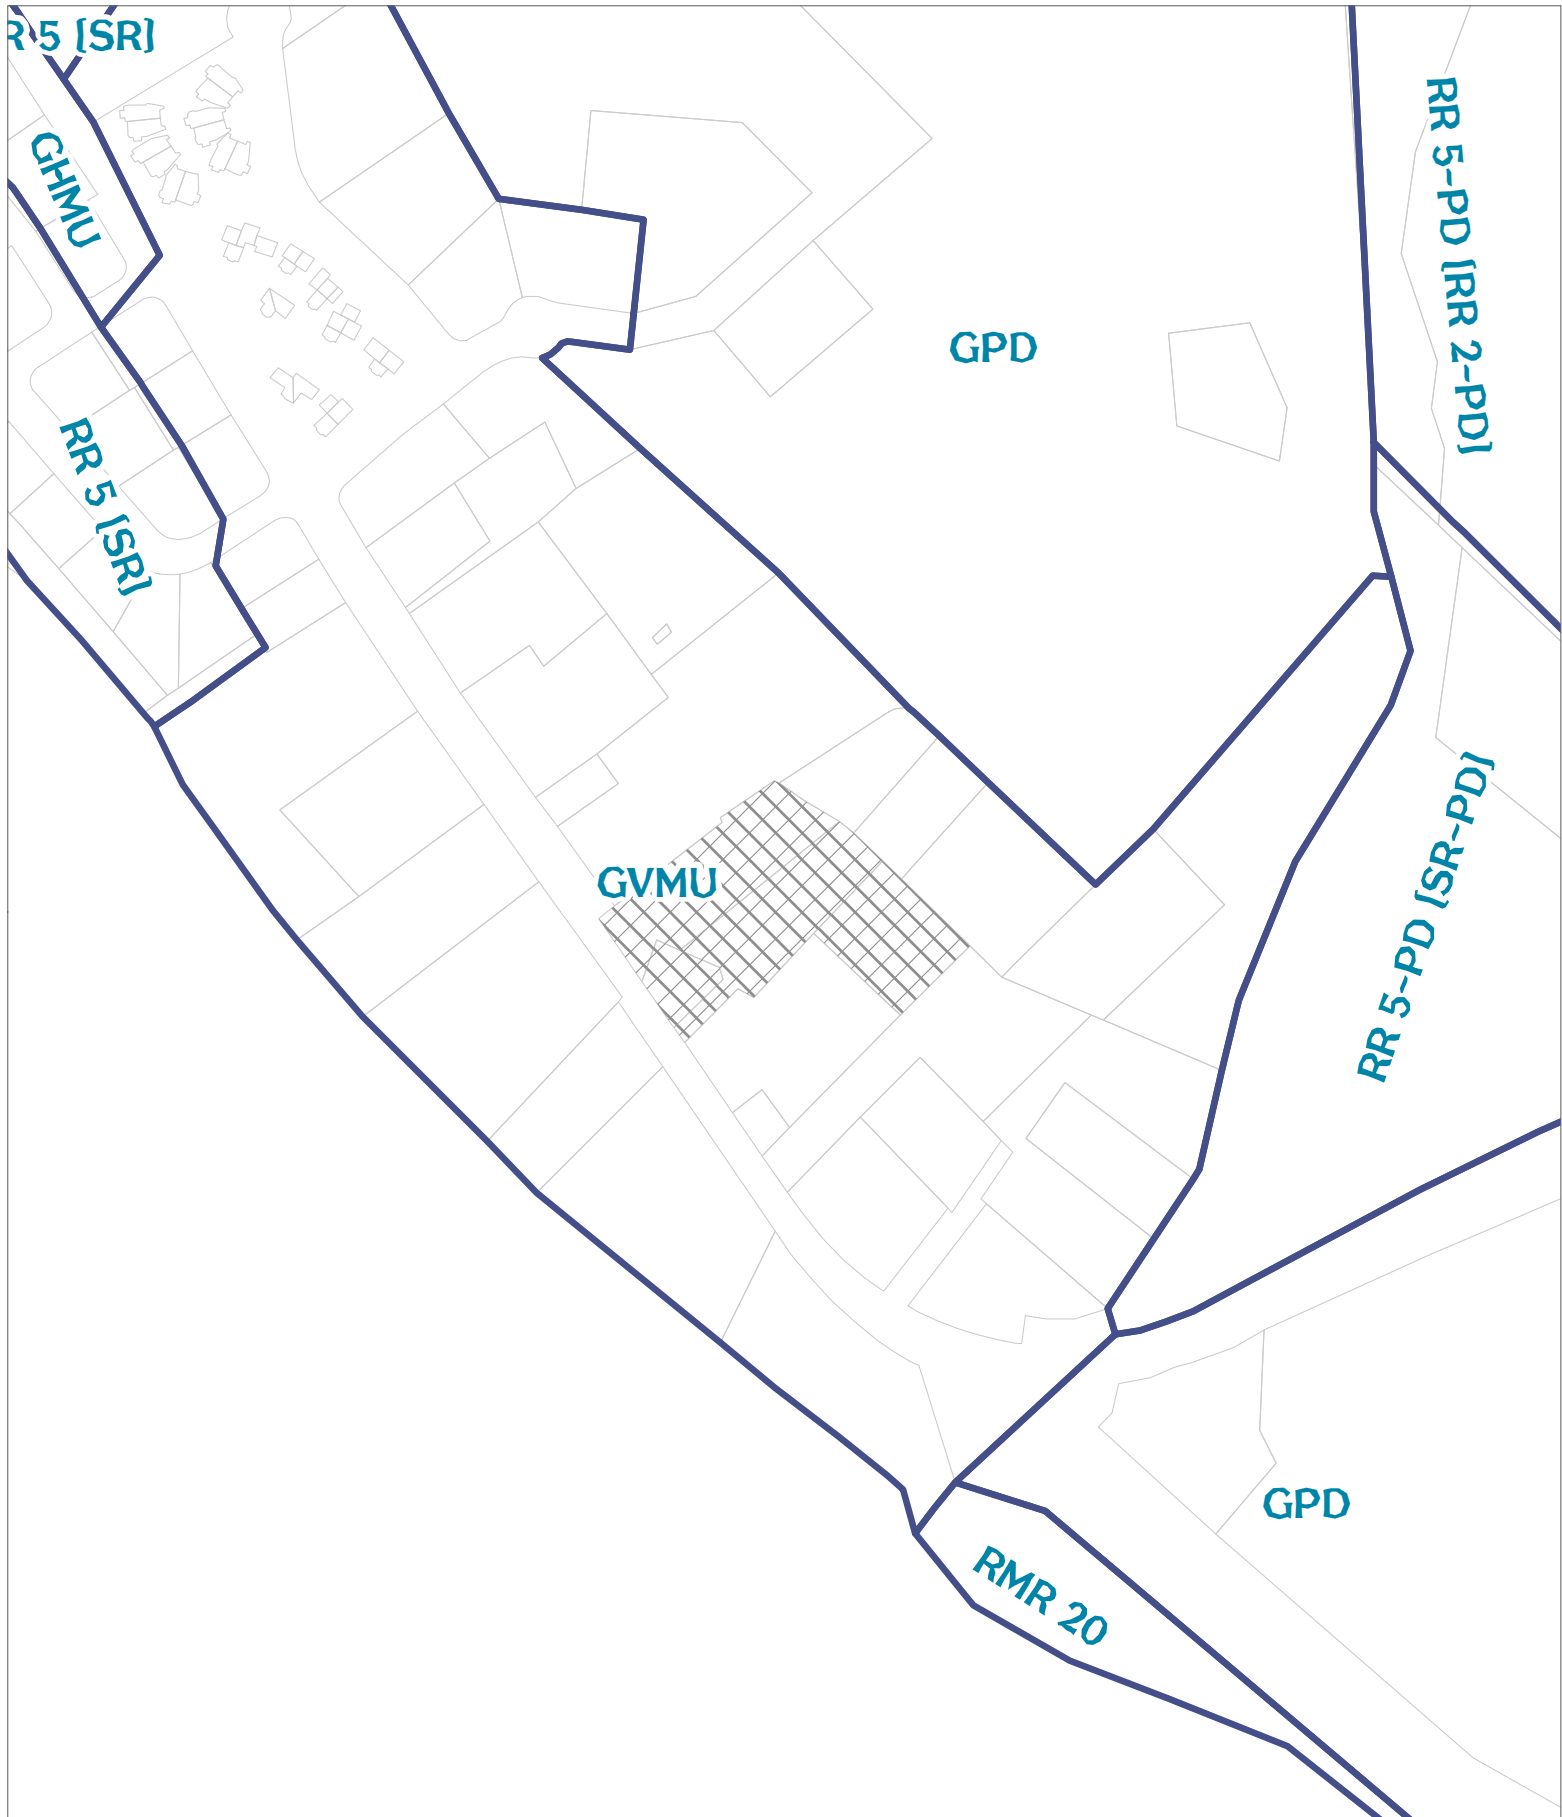 R 5 [SR]
GHMU
RR 5-PD [RR 2-PD]
GPD
RR 5 [SR]
GVMU
RR 5-PD [SR-PD]
GPD
RMR 20